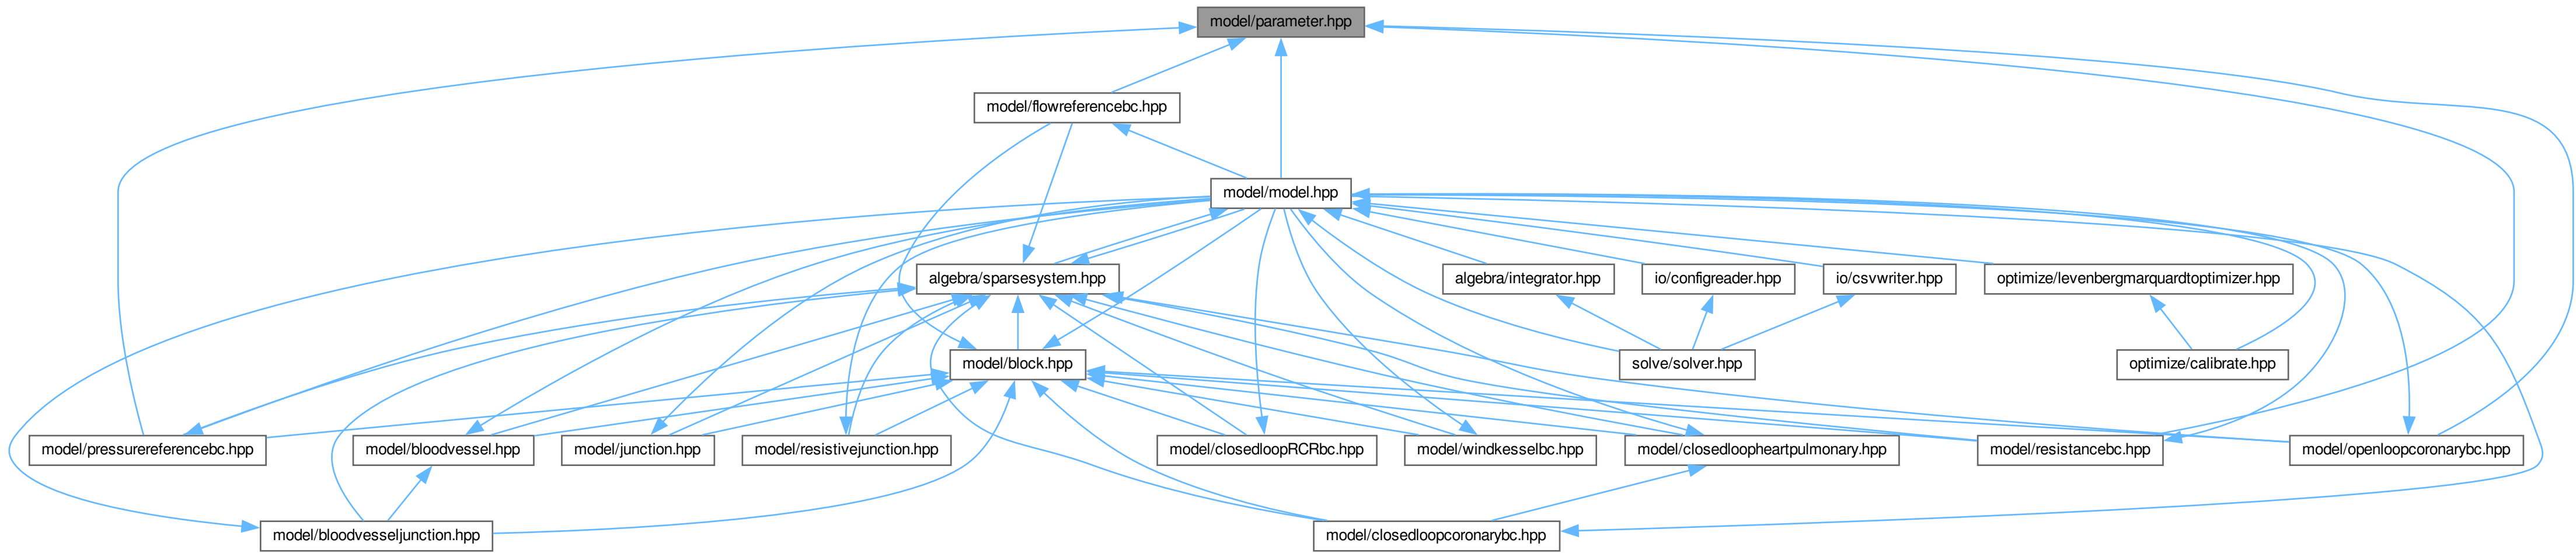 model/parameter.hpp
model/flowreferencebc.hpp
model/model.hpp
algebra/sparsesystem.hpp
algebra/integrator.hpp
io/configreader.hpp
io/csvwriter.hpp
optimize/levenbergmarquardtoptimizer.hpp
model/block.hpp
solve/solver.hpp
optimize/calibrate.hpp
model/pressurereferencebc.hpp
model/bloodvessel.hpp
model/junction.hpp
model/resistivejunction.hpp
model/closedloopRCRbc.hpp
model/windkesselbc.hpp
model/closedloopheartpulmonary.hpp
model/resistancebc.hpp
model/openloopcoronarybc.hpp
model/bloodvesseljunction.hpp
model/closedloopcoronarybc.hpp